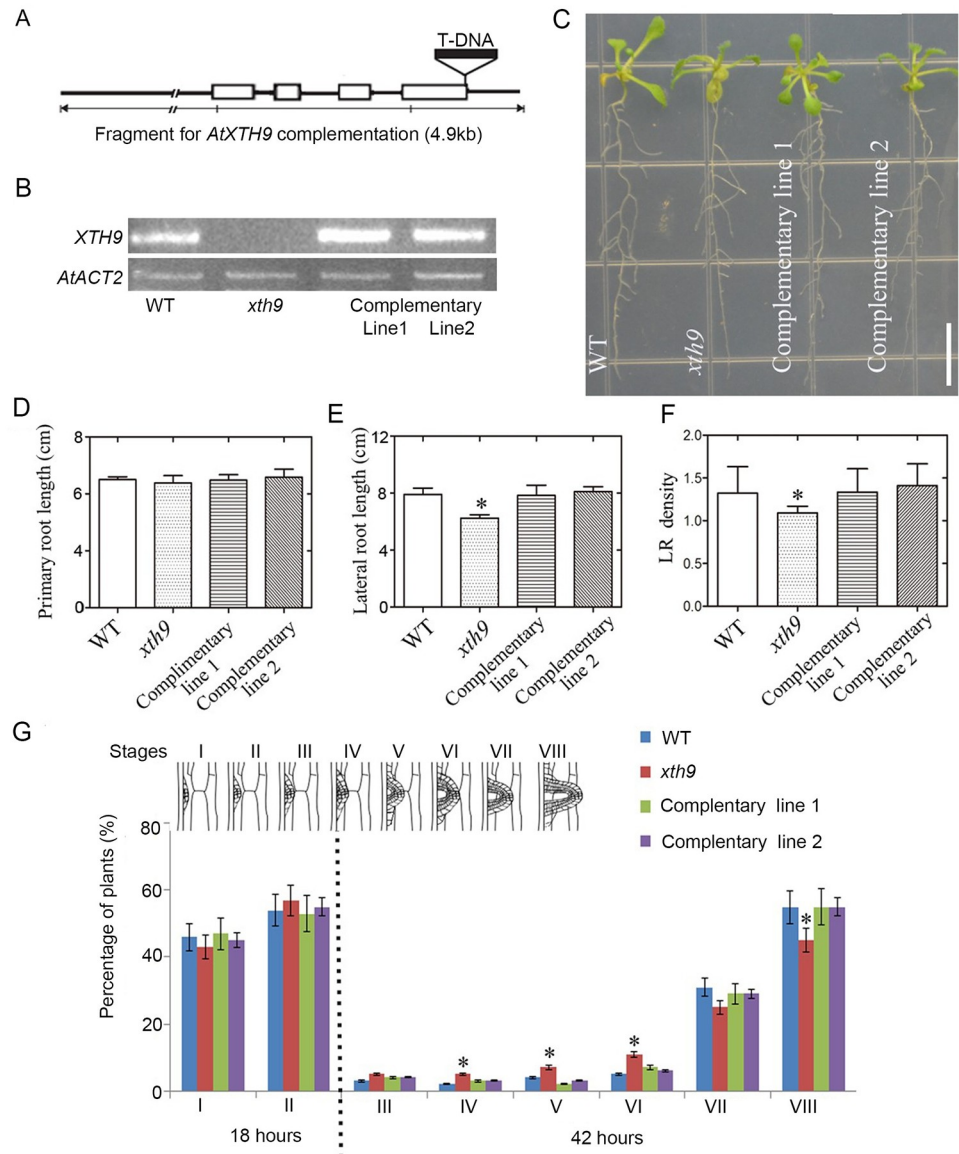 A
T-DNA
Fragment for AtXTH9 complementation (4.9kb)
B
XTH9
AtACT2
WT xth9 Complementary
Line1 Line2
C
WT
xth9
Complementary line 1
Complementary line 2
D
Primary root length (cm)
8
6
4
0
WT
xth9
Complimentary
line 1
Complementary
line 2
E
Lateral root length (cm)
12
8
4
0
*
WT
xth9
Complementary
line 1
Complementary
line 2
F
LR density
2.0
1.5
1.0
0.5
0.0
*
WT
xth9
Complementary
line 1
Complementary
line 2
G
Stages I II III IV V VI VII VIII
WT
xth9
Complentary line 1
Complentary line 2
Percentage of plants (%)
80
60
40
20
0
* * * *
I II III IV V VI VII VIII
18 hours 42 hours